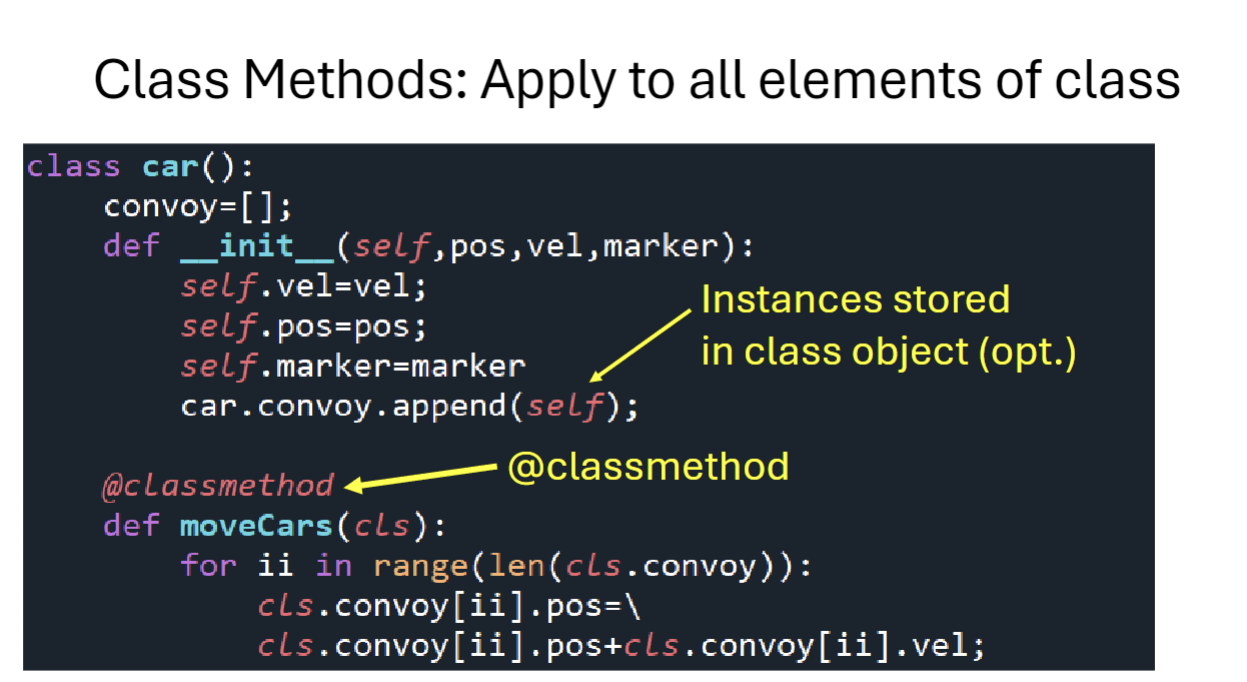 Class Methods: Apply to all elements of class
class car():
    convoy=[];
    def __init__(self,pos,vel,marker):
        self.vel=vel;
        self.pos=pos;
        self.marker=marker
        car.convoy.append(self);
Instances stored
in class object (opt.)
    @classmethod
@classmethod
    def moveCars(cls):
        for ii in range(len(cls.convoy)):
            cls.convoy[ii].pos=\
            cls.convoy[ii].pos+cls.convoy[ii].vel;